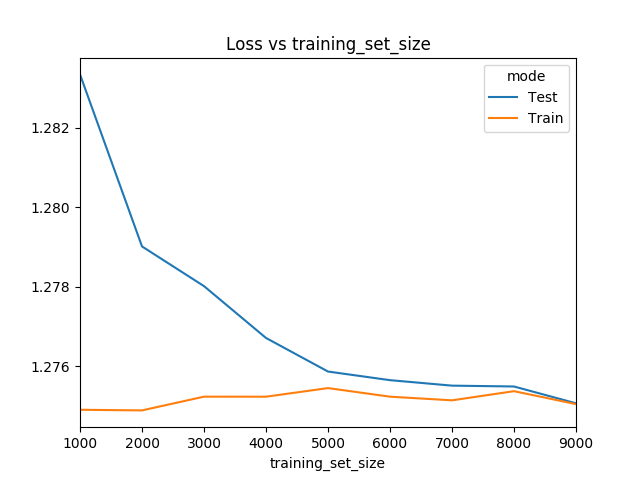 Loss vs training_set_size
mode
Test
Train
1.282
1.280
1.278
1.276
1000 2000 3000 4000 5000 6000 7000 8000 9000
training_set_size